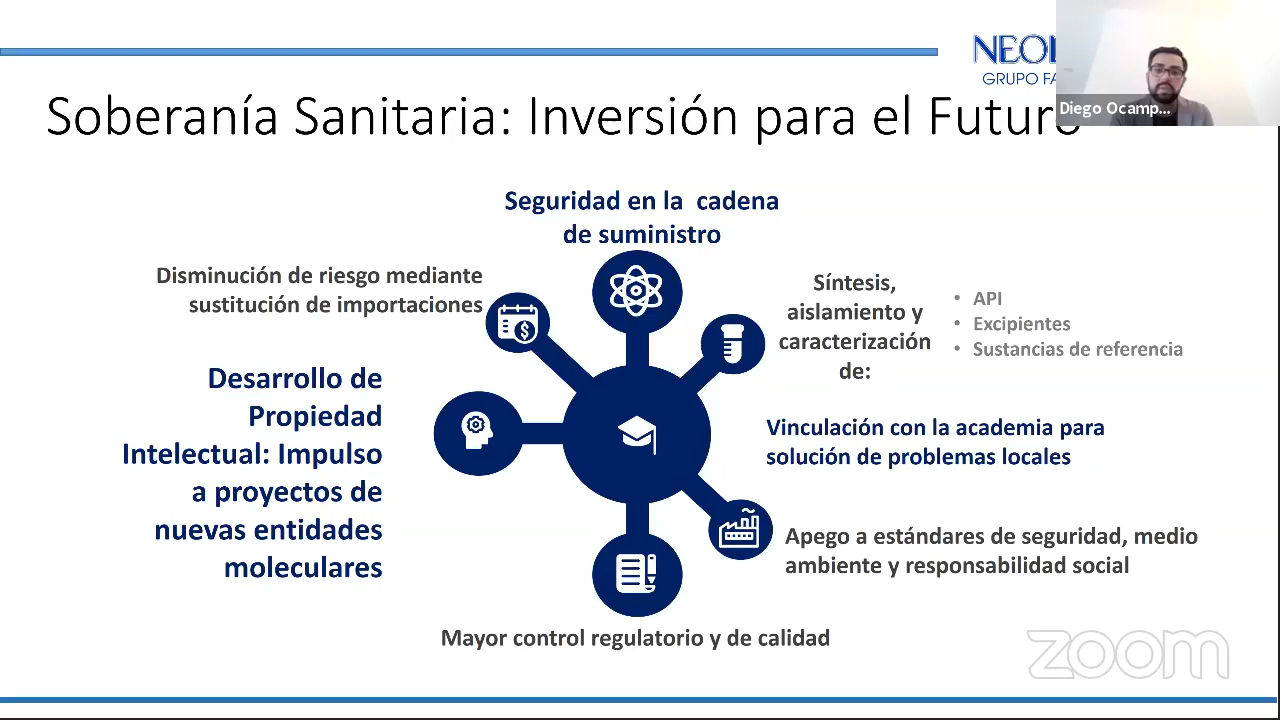 GRUPO
Diego Ocamp...
Soberanía Sanitaria: Inversión para el Futuro
Seguridad en la cadena
de suministro
Disminución de riesgo mediante
sustitución de importaciones
Síntesis,
aislamiento y
caracterización
de:
• API
• Excipientes
• Sustancias de referencia
Desarrollo de
Propiedad
Intelectual: Impulso
a proyectos de
nuevas entidades
moleculares
Vinculación con la academia para
solución de problemas locales
Apego a estándares de seguridad, medio
ambiente y responsabilidad social
Mayor control regulatorio y de calidad
zoom